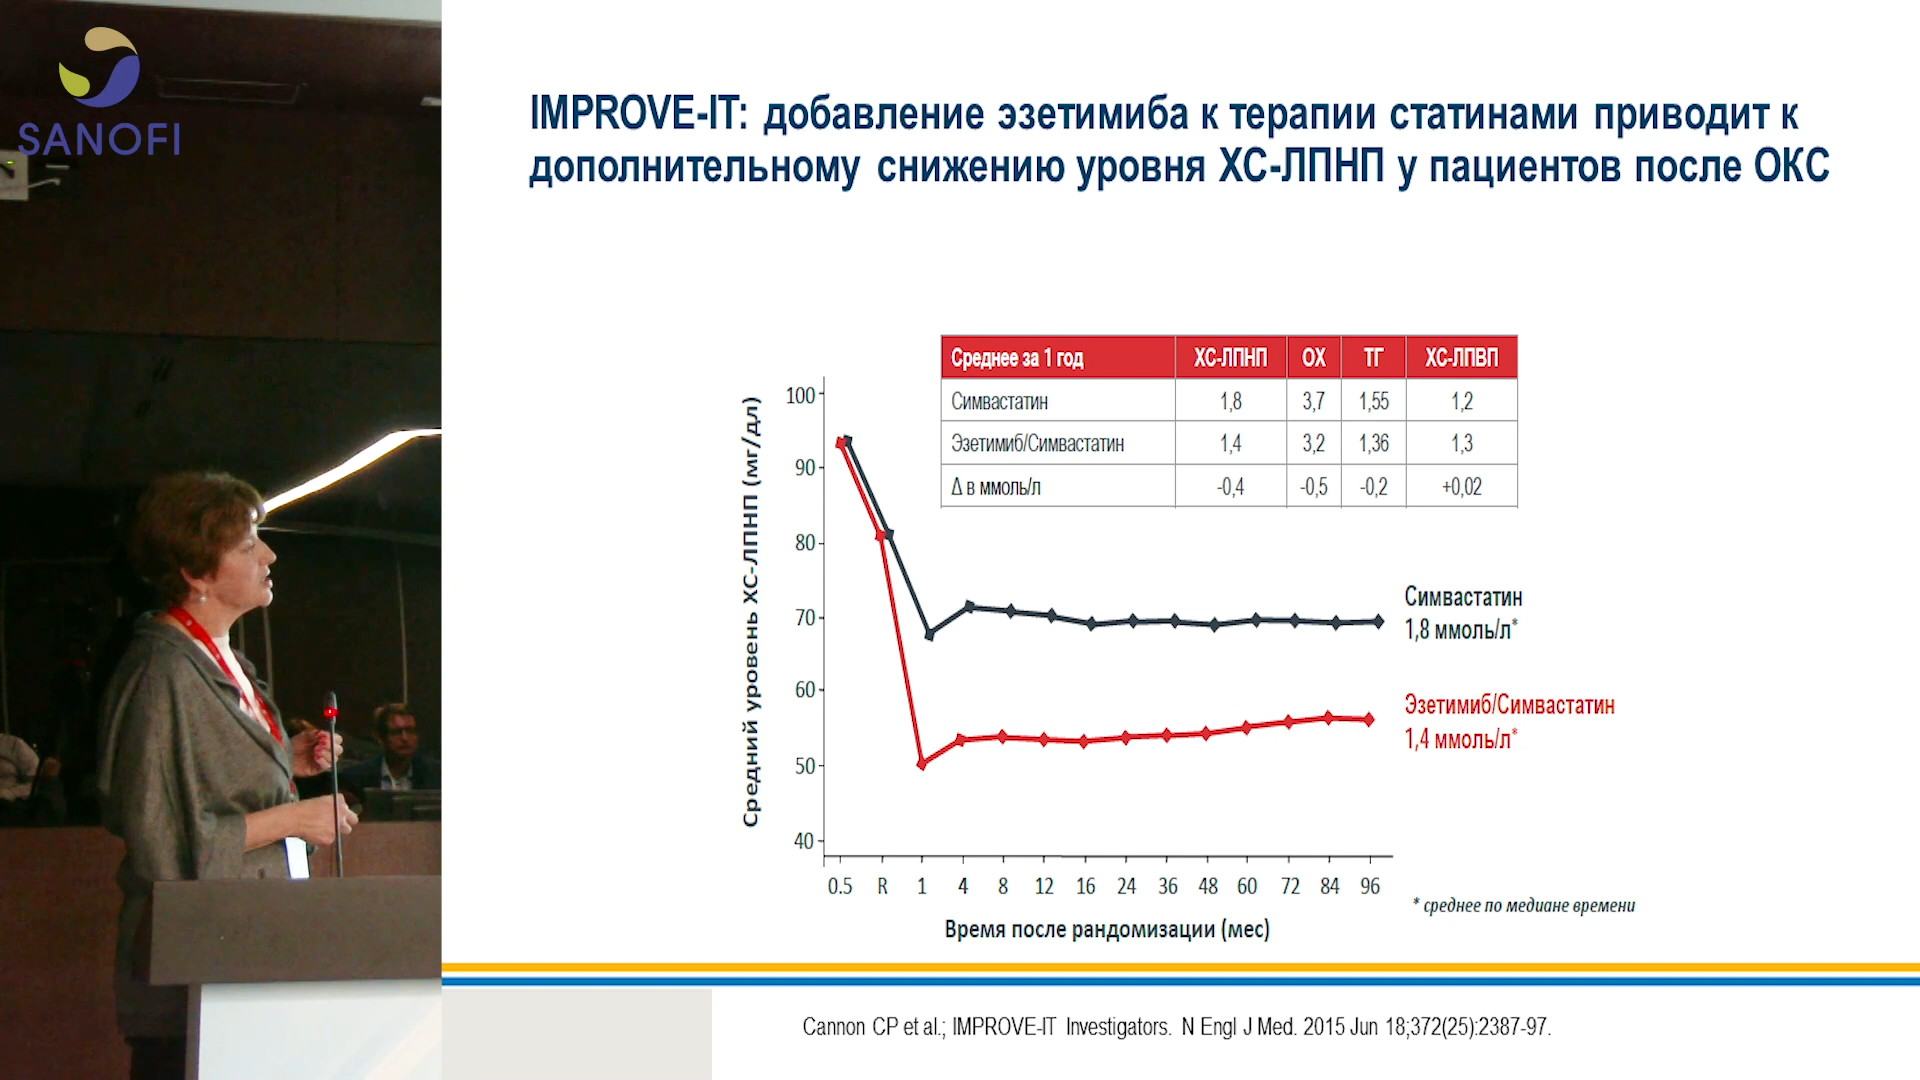 SANOFI
IMPROVE-IT: добавление эзетимиба к терапии статинами приводит к
дополнительному снижению уровня ХС-ЛПНП у пациентов после ОКС
Среднее за 1 год ХС-ЛПНП ОХ ТГ ХС-ЛПВП
Симвастатин 1,8 3,7 1,55 1,2
Эзетимиб/Симвастатин 1,4 3,2 1,36 1,3
Δ в ммоль/л -0,4 -0,5 -0,2 +0,02
Средний уровень ХС-ЛПНП (мг/дл)
100
90
80
70
60
50
40
Симвастатин
1,8 ммоль/л*
Эзетимиб/Симвастатин
1,4 ммоль/л*
0.5 R 1 4 8 12 16 24 36 48 60 72 84 96
* среднее по медиане времени
Время после рандомизации (мес)
Cannon CP et al.; IMPROVE-IT Investigators. N Engl J Med. 2015 Jun 18;372(25):2387-97.